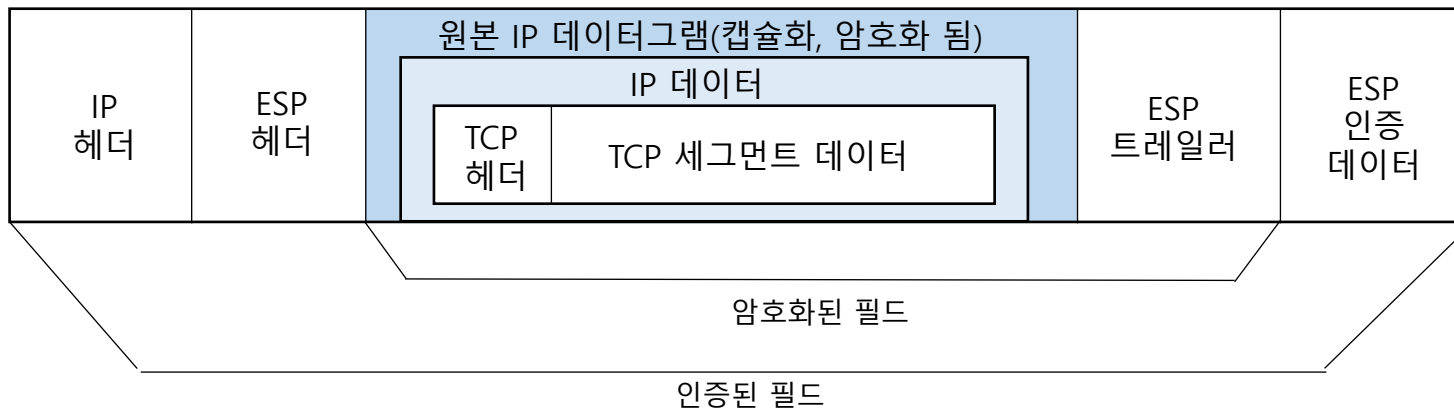 원본 IP 데이터그램(캡슐화, 암호화 됨)
IP 데이터
IP
헤더
ESP
헤더
TCP
헤더
TCP 세그먼트 데이터
ESP
트레일러
ESP
인증
데이터
암호화된 필드
인증된 필드